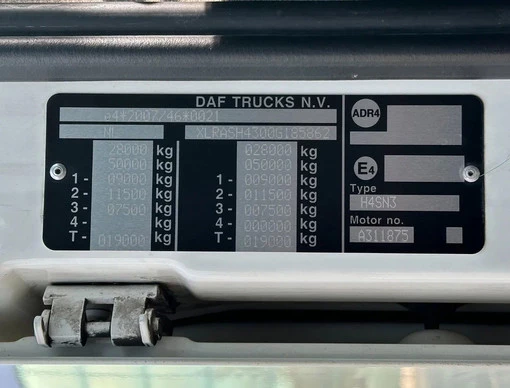 DAF TRUCKS N.V.
e4*2007/46*0021
NL XLRASH4300G185862
28000 kg 028000 kg
50000 kg 050000 kg
1- 09000 kg 1- 009000 kg
2- 11500 kg 2- 011500 kg
3- 07500 kg 3- 007500 kg
4- kg 4- 000000 kg
T- 019000 kg T- 019000 kg
ADR4
E4
Type
H4SN3
Motor no.
A311875